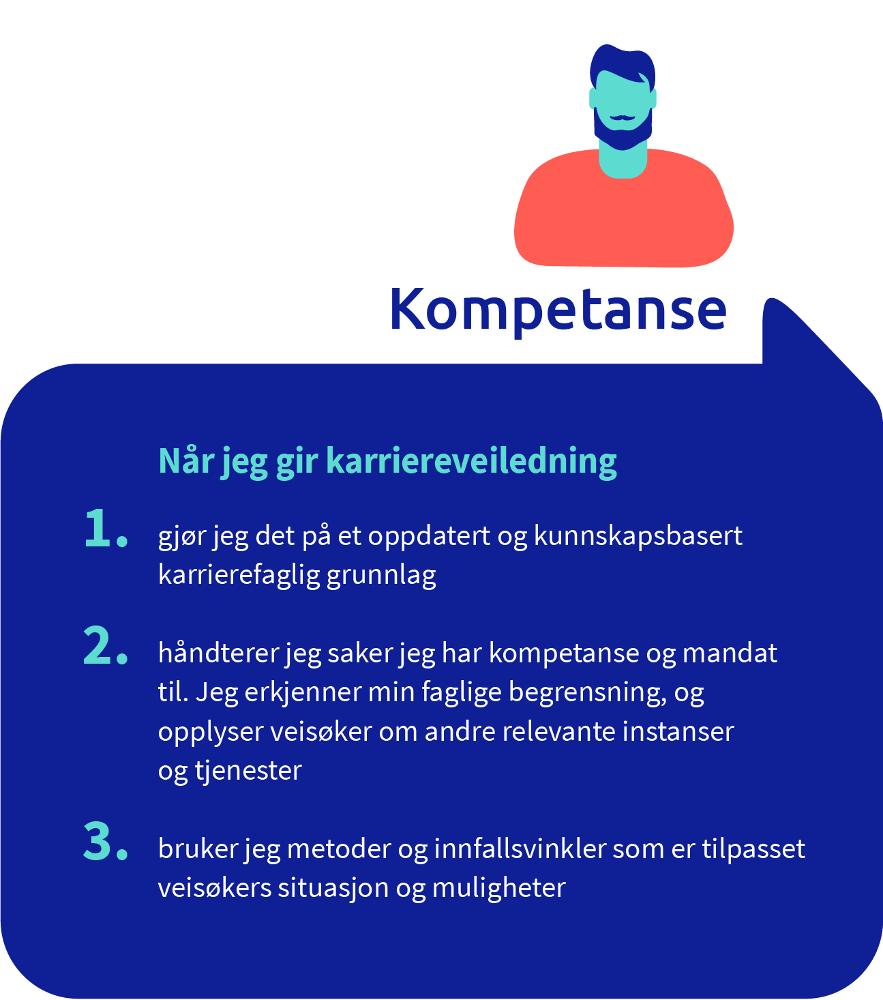 Kompetanse
Når jeg gir karriereveiledning
1. gjør jeg det på et oppdatert og kunnskapsbasert
karrierefaglig grunnlag
2. håndterer jeg saker jeg har kompetanse og mandat
til. Jeg erkjenner min faglige begrensning, og
opplyser veisøker om andre relevante instanser
og tjenester
3. bruker jeg metoder og innfallsvinkler som er tilpasset
veisøkers situasjon og muligheter